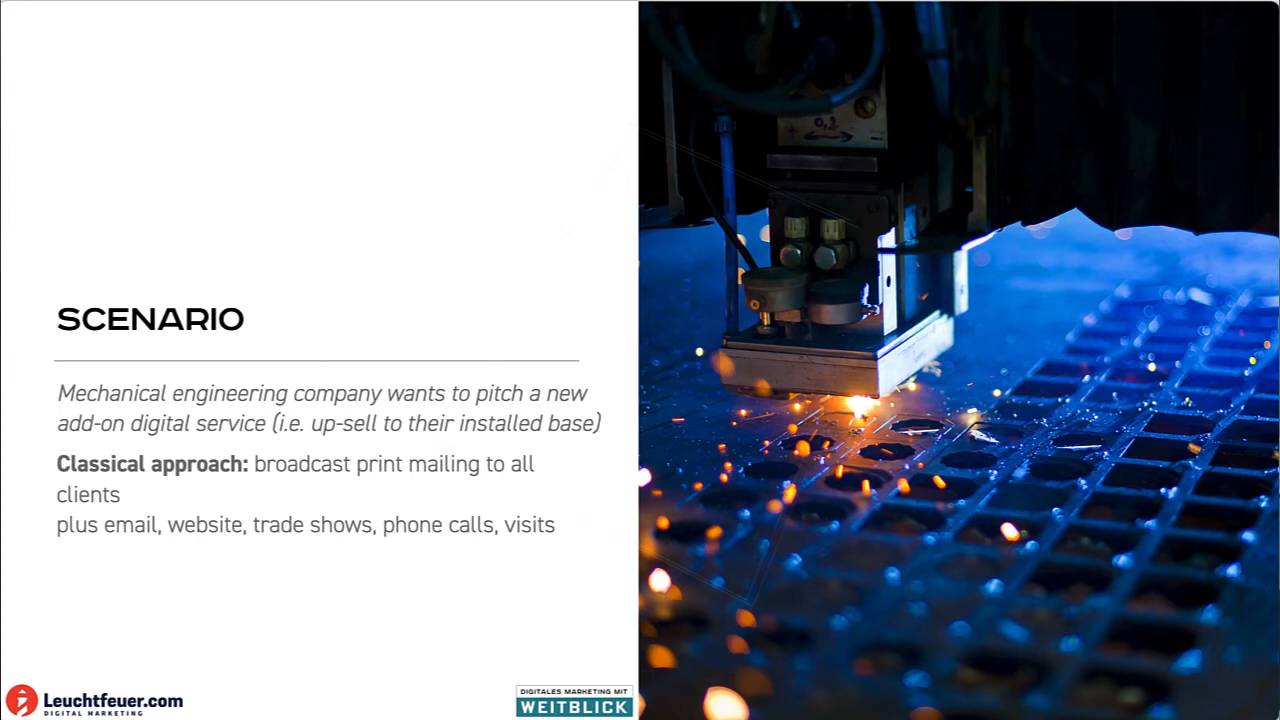 SCENARIO
Mechanical engineering company wants to pitch a new
add-on digital service (i.e. up-sell to their installed base)
Classical approach: broadcast print mailing to all
clients
plus email, website, trade shows, phone calls, visits
Leuchtfeuer.com
DIGITAL MARKETING
DIGITALES MARKETING MIT
WEITBLICK
0,2